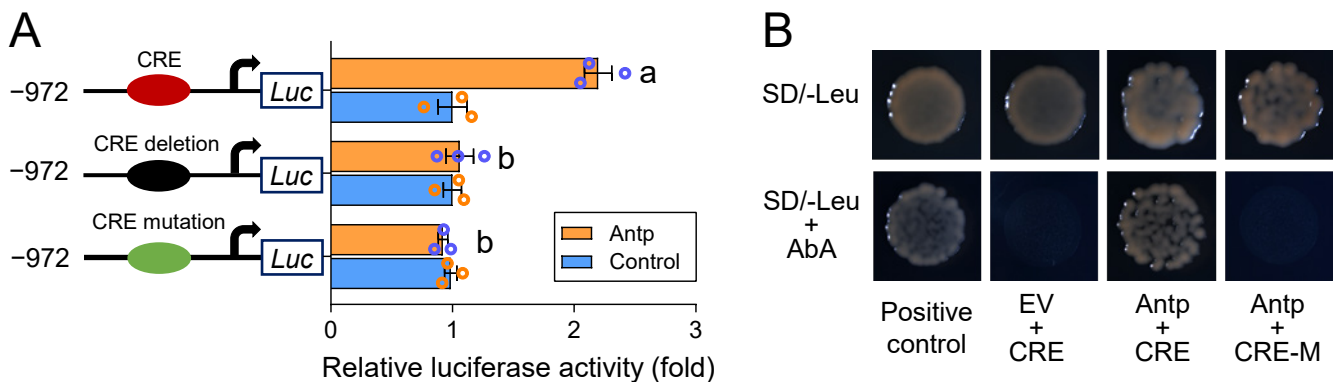 A
CRE
−972
Luc
a
CRE deletion
−972
Luc
b
CRE mutation
−972
Luc
b
Antp
Control
0
1
2
3
Relative luciferase activity (fold)
B
SD/-Leu
SD/-Leu
+
AbA
Positive
control
EV
+
CRE
Antp
+
CRE
Antp
+
CRE-M